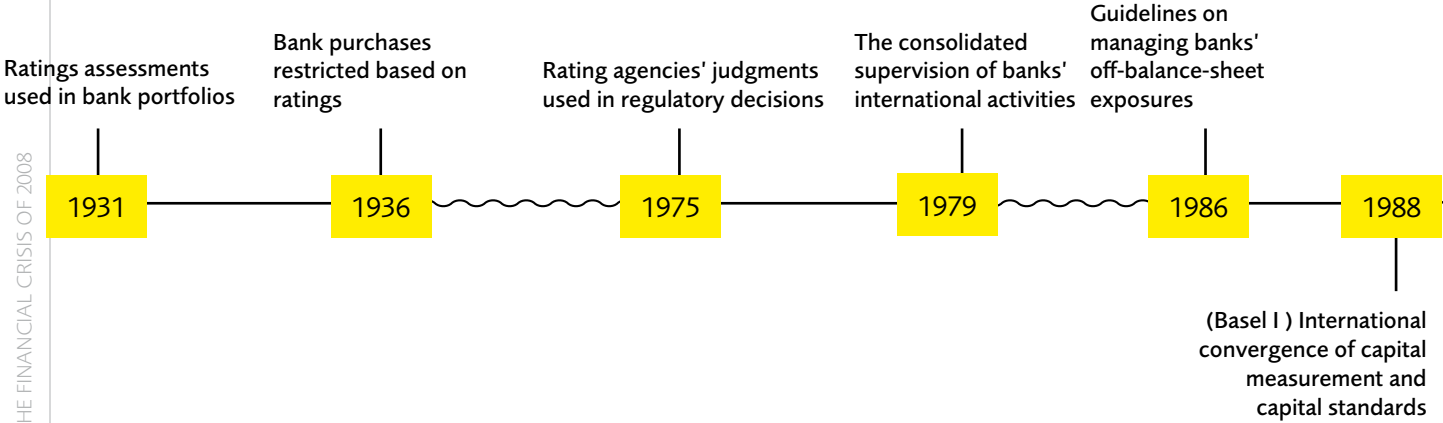 Ratings assessments
used in bank portfolios
Bank purchases
restricted based on
ratings
Rating agencies' judgments
used in regulatory decisions
The consolidated
supervision of banks'
international activities
Guidelines on
managing banks'
off-balance-sheet
exposures
1931
1936
1975
1979
1986
1988
(Basel I ) International
convergence of capital
measurement and
capital standards
HE FINANCIAL CRISIS OF 2008